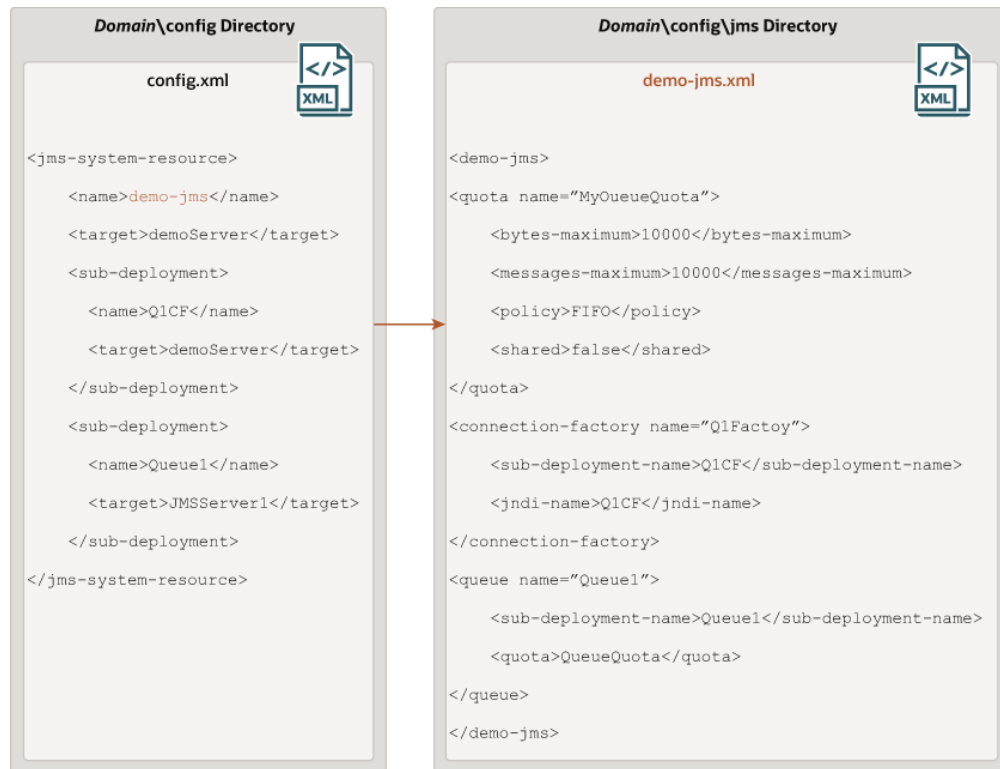 Domain\config Directory
</>
XML
config.xml
<jms-system-resource>
<name>demo-jms</name>
<target>demoServer</target>
<sub-deployment>
<name>Q1CF</name>
<target>demoServer</target>
</sub-deployment>
<sub-deployment>
<name>Queue1</name>
<target>JMSServer1</target>
</sub-deployment>
</jms-system-resource>
Domain\config\jms Directory
</>
XML
demo-jms.xml
<demo-jms>
<quota name=”MyOueueQuota”>
<bytes-maximum>10000</bytes-maximum>
<messages-maximum>10000</messages-maximum>
<policy>FIFO</policy>
<shared>false</shared>
</quota>
<connection-factory name=”Q1Factoy”>
<sub-deployment-name>Q1CF</sub-deployment-name>
<jndi-name>Q1CF</jndi-name>
</connection-factory>
<queue name=”Queue1”>
<sub-deployment-name>Queue1</sub-deployment-name>
<quota>QueueQuota</quota>
</queue>
</demo-jms>